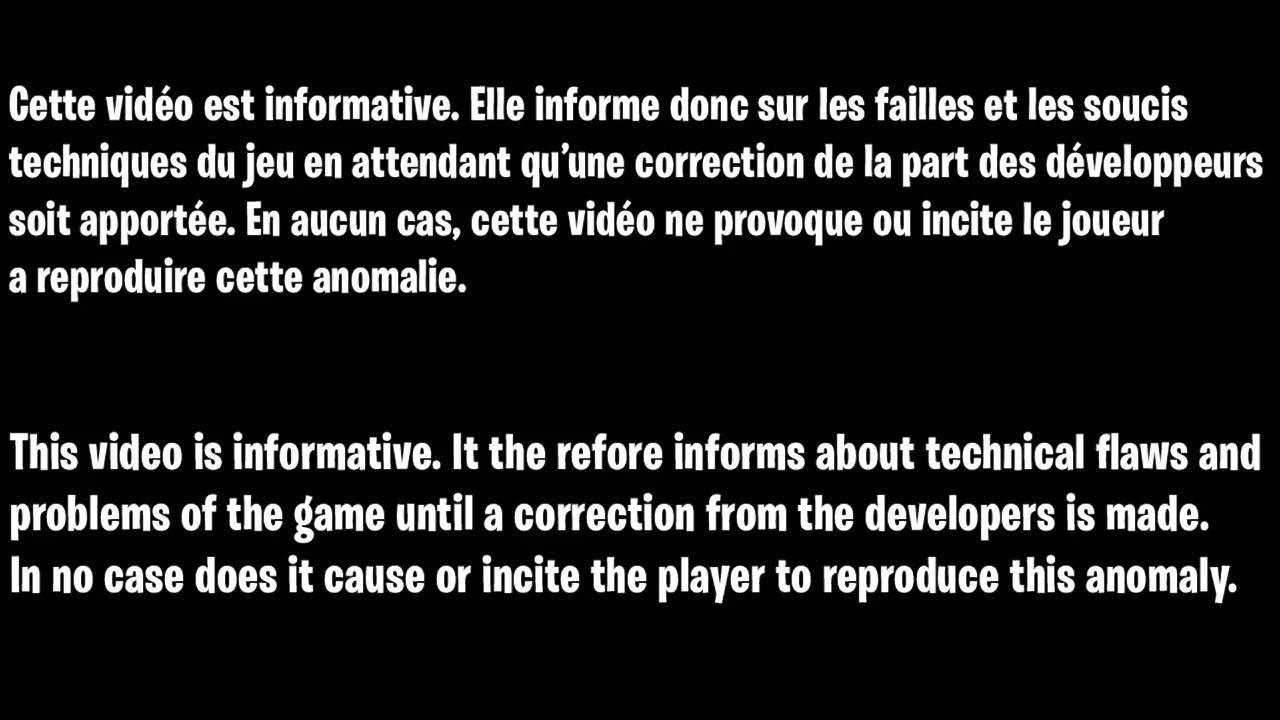 Cette vidéo est informative. Elle informe donc sur les failles et les soucis
techniques du jeu en attendant qu’une correction de la part des développeurs
soit apportée. En aucun cas, cette vidéo ne provoque ou incite le joueur
a reproduire cette anomalie.
This video is informative. It the refore informs about technical flaws and
problems of the game until a correction from the developers is made.
In no case does it cause or incite the player to reproduce this anomaly.